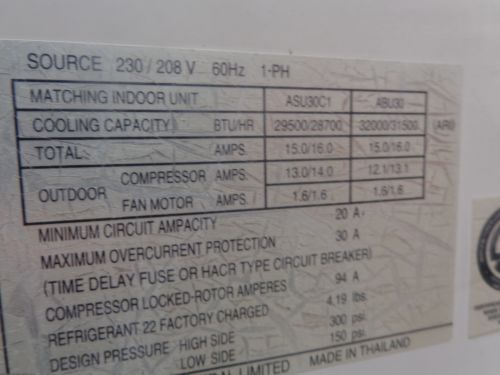 SOURCE 230 / 208 V 60Hz 1-PH
MATCHING INDOOR UNIT ASU30C1 ABU30
COOLING CAPACITY BTU/HR 29500/28700 32000/31500 (ARI)
TOTAL AMPS. 15.0/16.0 15.0/16.0
OUTDOOR COMPRESSOR AMPS. 13.0/14.0 12.1/13.1
FAN MOTOR AMPS. 1.6/1.6 1.6/1.6
MINIMUM CIRCUIT AMPACITY 20 A
MAXIMUM OVERCURRENT PROTECTION 30 A
(TIME DELAY FUSE OR HACR TYPE CIRCUIT BREAKER)
COMPRESSOR LOCKED-ROTOR AMPERES 94 A
REFRIGERANT 22 FACTORY CHARGED 4.19 lbs.
DESIGN PRESSURE HIGH SIDE 300 psi.
LOW SIDE 150 psi.
LIMITED MADE IN THAILAND